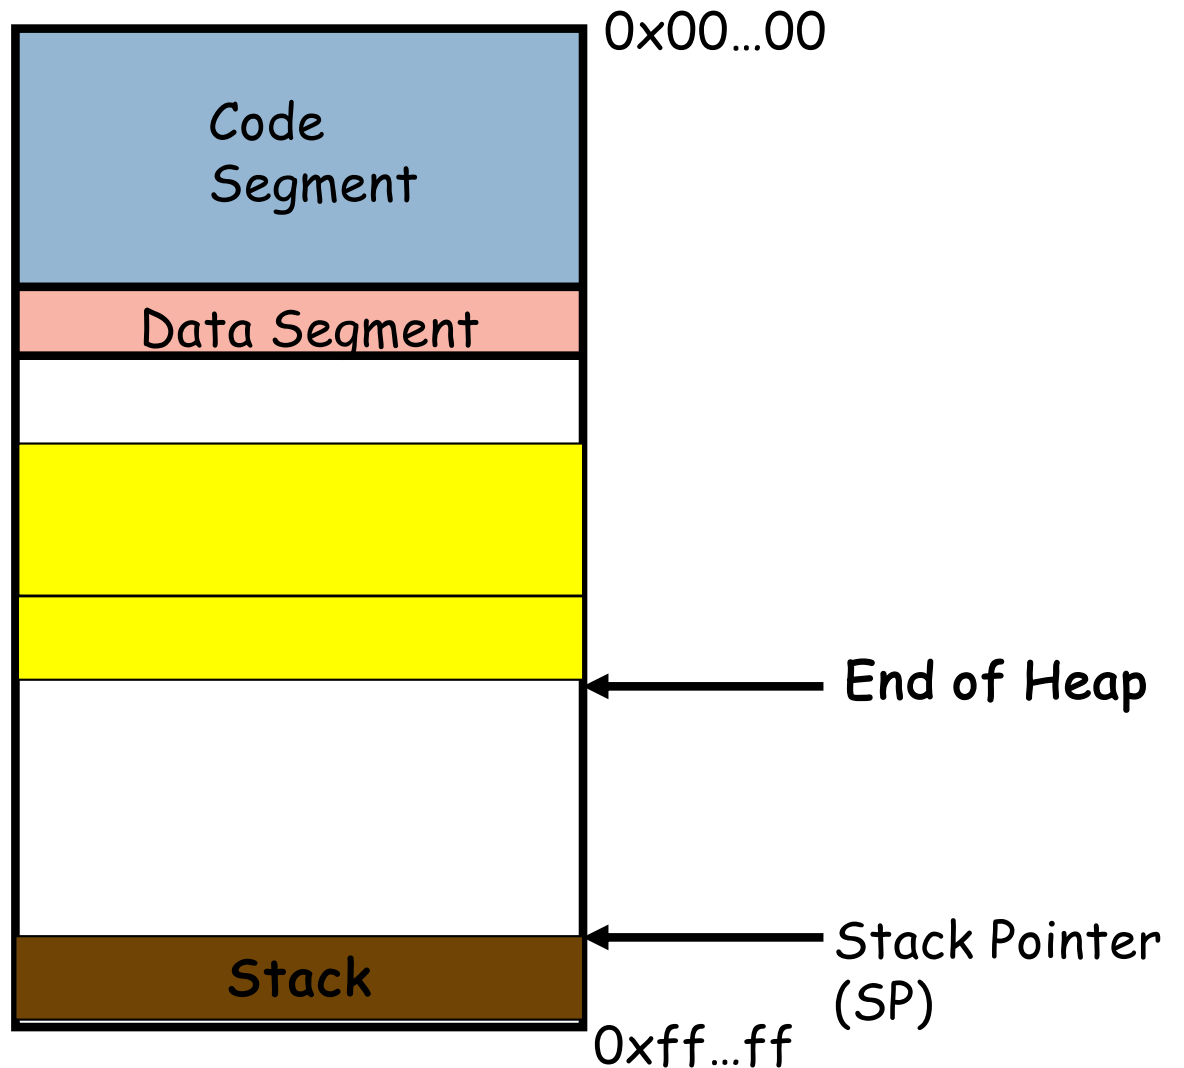 0x00...00
Code
Segment
Data Segment
End of Heap
Stack Pointer
(SP)
Stack
0xff...ff